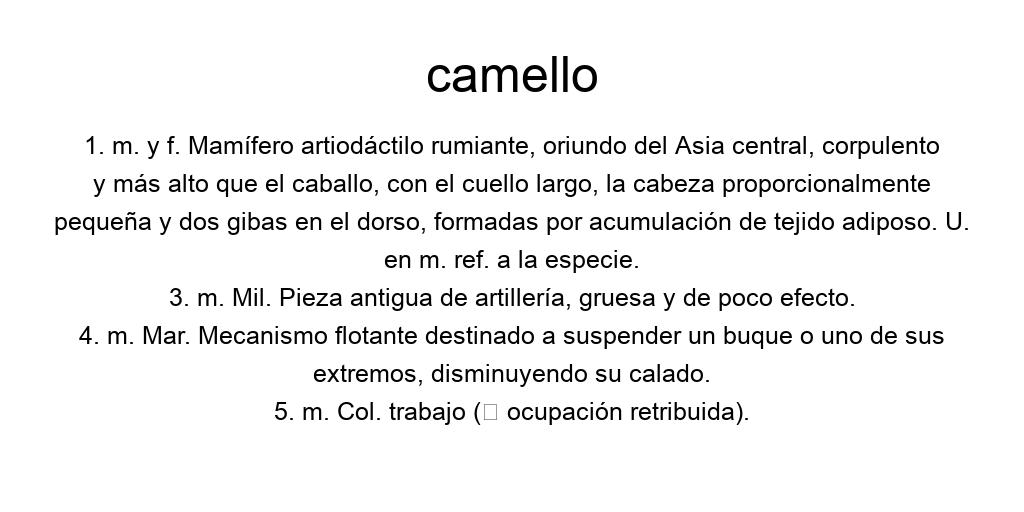 camello
1. m. y f. Mamífero artiodáctilo rumiante, oriundo del Asia central, corpulento
y más alto que el caballo, con el cuello largo, la cabeza proporcionalmente
pequeña y dos gibas en el dorso, formadas por acumulación de tejido adiposo. U.
en m. ref. a la especie.
3. m. Mil. Pieza antigua de artillería, gruesa y de poco efecto.
4. m. Mar. Mecanismo flotante destinado a suspender un buque o uno de sus
extremos, disminuyendo su calado.
5. m. Col. trabajo (□ ocupación retribuida).